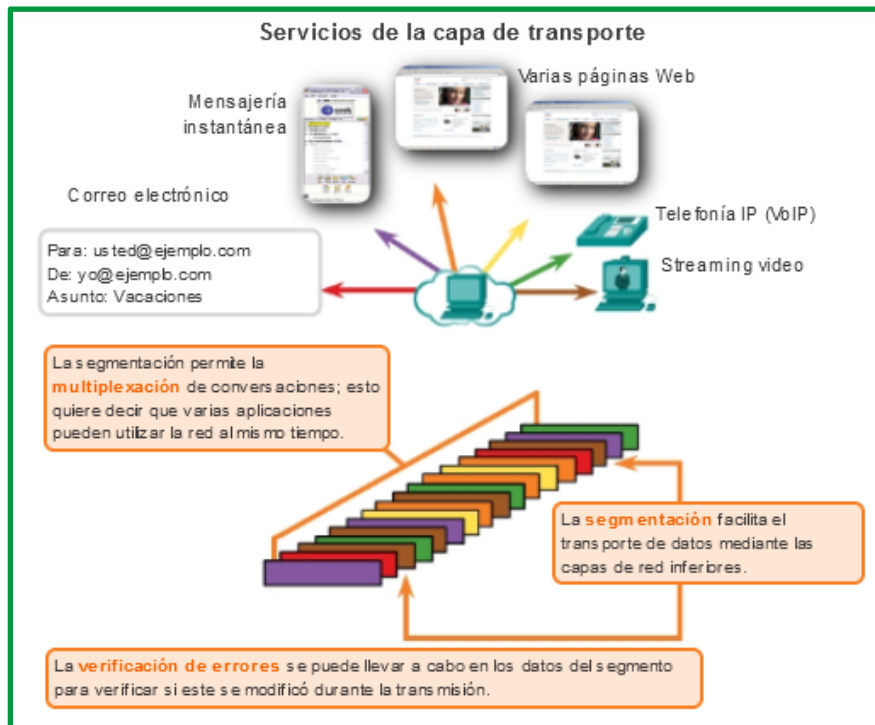 Servicios de la capa de transporte
Varias páginas Web
Mensajería
instantánea
Correo electrónico
Telefonía IP (VoIP)
Para: usted@ejemplo.com
De: yo@ejemplo.com
Asunto: Vacaciones
Streaming video
La segmentación permite la
multiplexación de conversaciones; esto
quiere decir que varias aplicaciones
pueden utilizar la red al mismo tiempo.
La segmentación facilita el
transporte de datos mediante las
capas de red inferiores.
La verificación de errores se puede llevar a cabo en los datos del segmento
para verificar si este se modificó durante la transmisión.